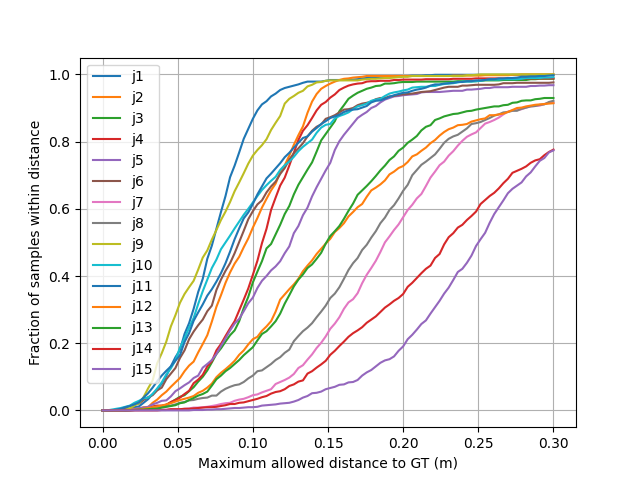 1.0
0.8
0.6
0.4
0.2
0.0
Fraction of samples within distance
j1
j2
j3
j4
j5
j6
j7
j8
j9
j10
j11
j12
j13
j14
j15
0.00 0.05 0.10 0.15 0.20 0.25 0.30
Maximum allowed distance to GT (m)